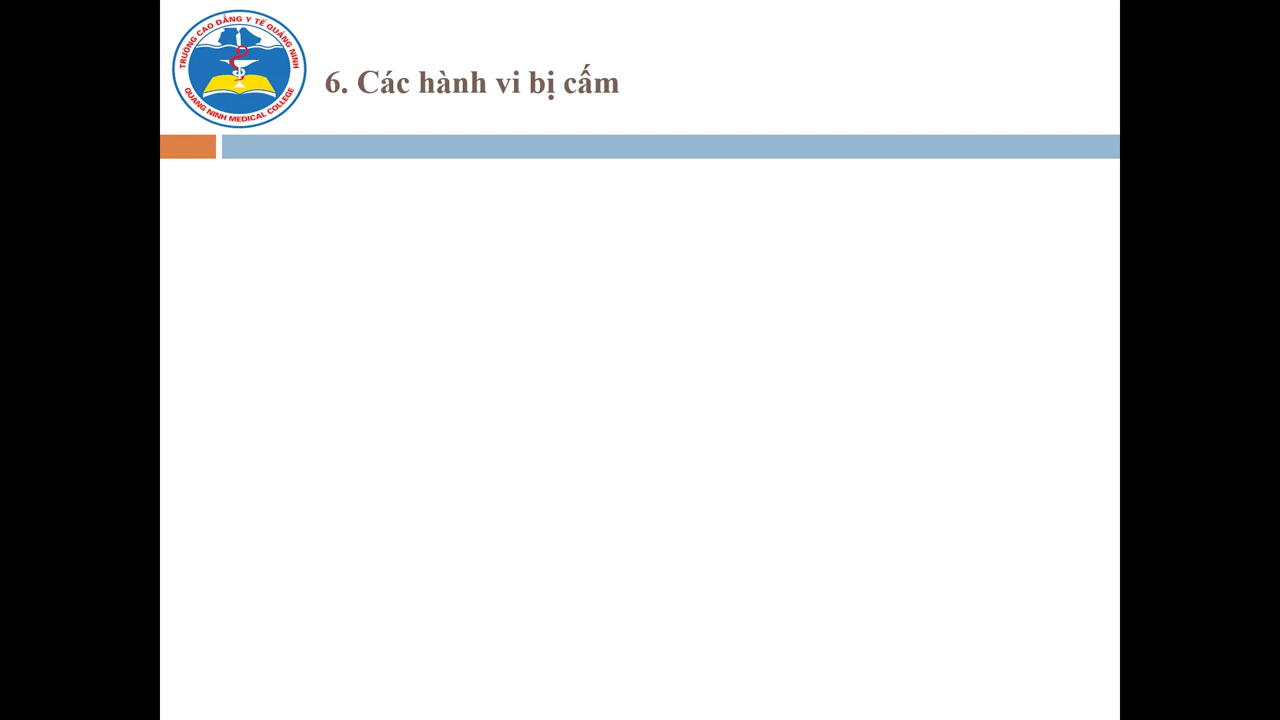 TRƯỜNG CAO ĐẲNG Y TẾ QUẢNG NINH
QUANG NINH MEDICAL COLLEGE
6. Các hành vi bị cấm